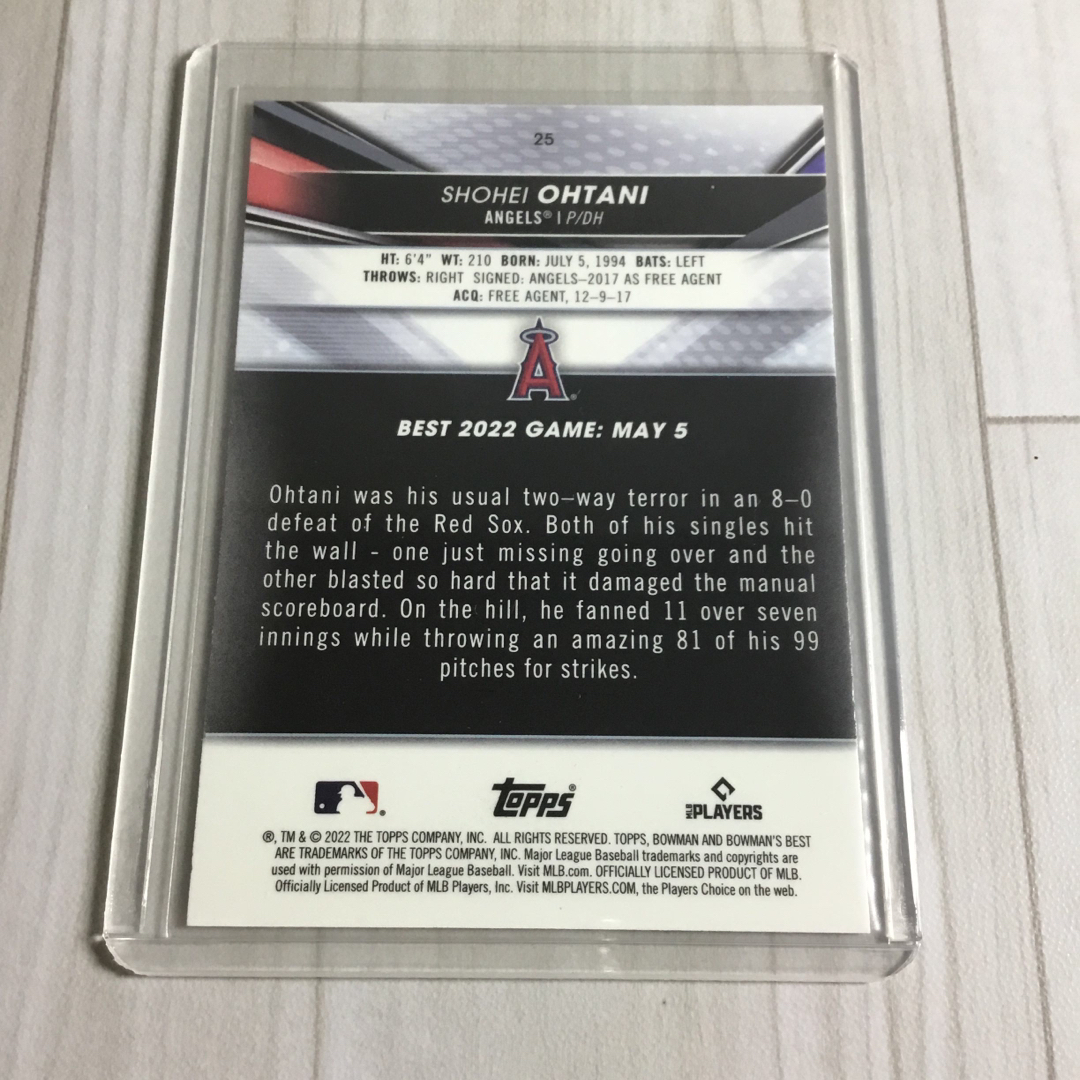 25
SHOHEI OHTANI
ANGELS® | P/DH
HT: 6'4" WT: 210 BORN: JULY 5, 1994 BATS: LEFT
THROWS: RIGHT SIGNED: ANGELS–2017 AS FREE AGENT
ACQ: FREE AGENT, 12–9–17
A®
BEST 2022 GAME: MAY 5
Ohtani was his usual two–way terror in an 8–0
defeat of the Red Sox. Both of his singles hit
the wall - one just missing going over and the
other blasted so hard that it damaged the manual
scoreboard. On the hill, he fanned 11 over seven
innings while throwing an amazing 81 of his 99
pitches for strikes.
® topps® MLB PLAYERS
®, TM & © 2022 THE TOPPS COMPANY, INC. ALL RIGHTS RESERVED. TOPPS, BOWMAN AND BOWMAN'S BEST
ARE TRADEMARKS OF THE TOPPS COMPANY, INC. Major League Baseball trademarks and copyrights are
used with permission of Major League Baseball. Visit MLB.com. OFFICIALLY LICENSED PRODUCT OF MLB.
Officially Licensed Product of MLB Players, Inc. Visit MLBPLAYERS.COM, the Players Choice on the web.